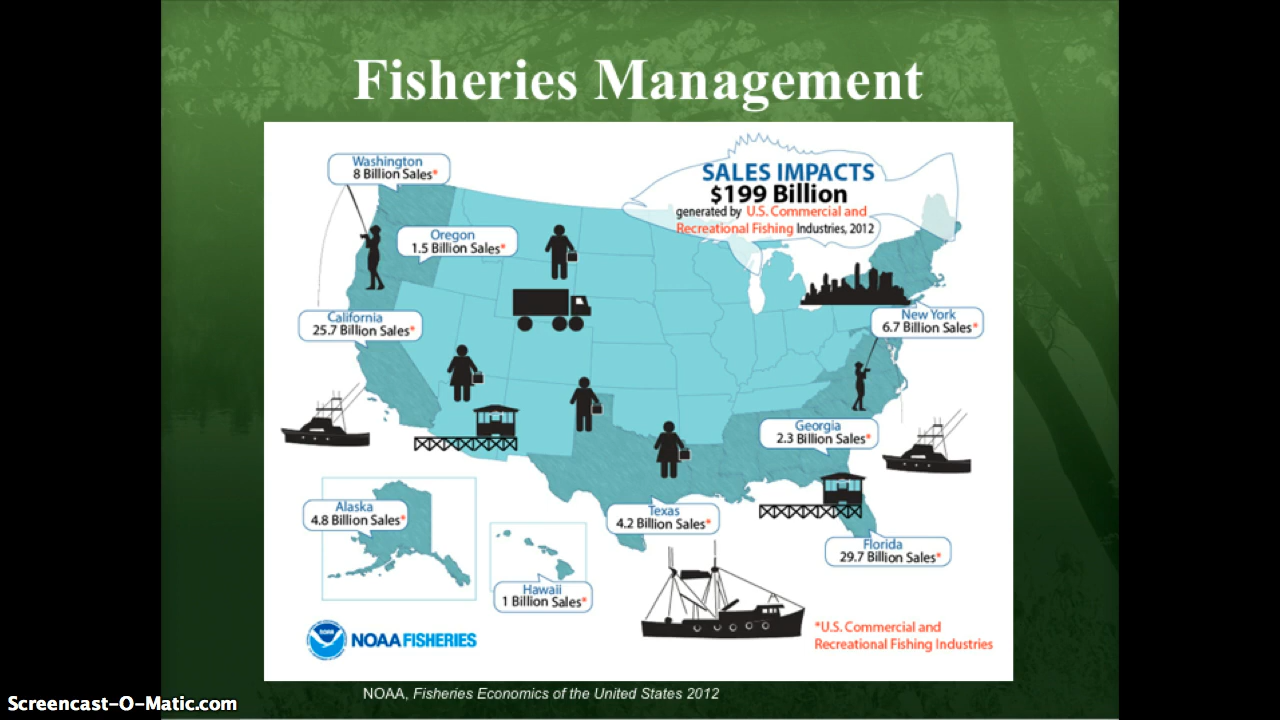 Fisheries Management
Washington
8 Billion Sales*
SALES IMPACTS
$199 Billion
generated by U.S. Commercial and
Recreational Fishing Industries, 2012
Oregon
1.5 Billion Sales*
California
25.7 Billion Sales*
New York
6.7 Billion Sales*
Georgia
2.3 Billion Sales*
Alaska
4.8 Billion Sales*
Texas
4.2 Billion Sales*
Florida
29.7 Billion Sales*
Hawaii
1 Billion Sales*
NOAA
NOAA FISHERIES
*U.S. Commercial and
Recreational Fishing Industries
NOAA, Fisheries Economics of the United States 2012
Screencast-O-Matic.com